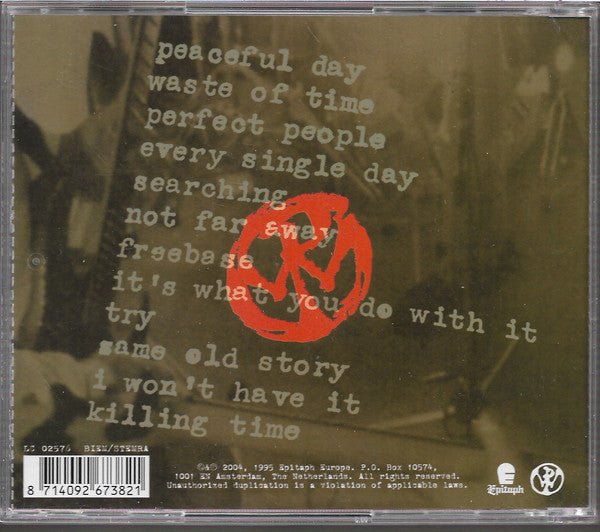 peaceful day
waste of time
perfect people
every single day
searching
not far away
freebase
it's what you do with it
try
same old story
i won't have it
killing time
LC 02576 BIEM/STEMRA
8 714092 673821
©&℗ 2004, 1995 Epitaph Europe. P.O. Box 10574,
1001 EN Amsterdam, The Netherlands. All rights reserved.
Unauthorized duplication is a violation of applicable laws.
Epitaph